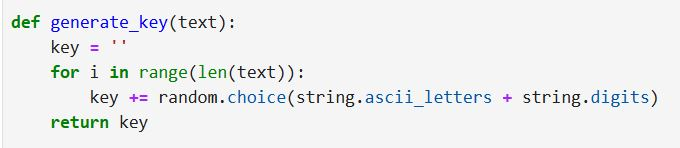 def generate_key(text):
    key = ''
    for i in range(len(text)):
        key += random.choice(string.ascii_letters + string.digits)
    return key